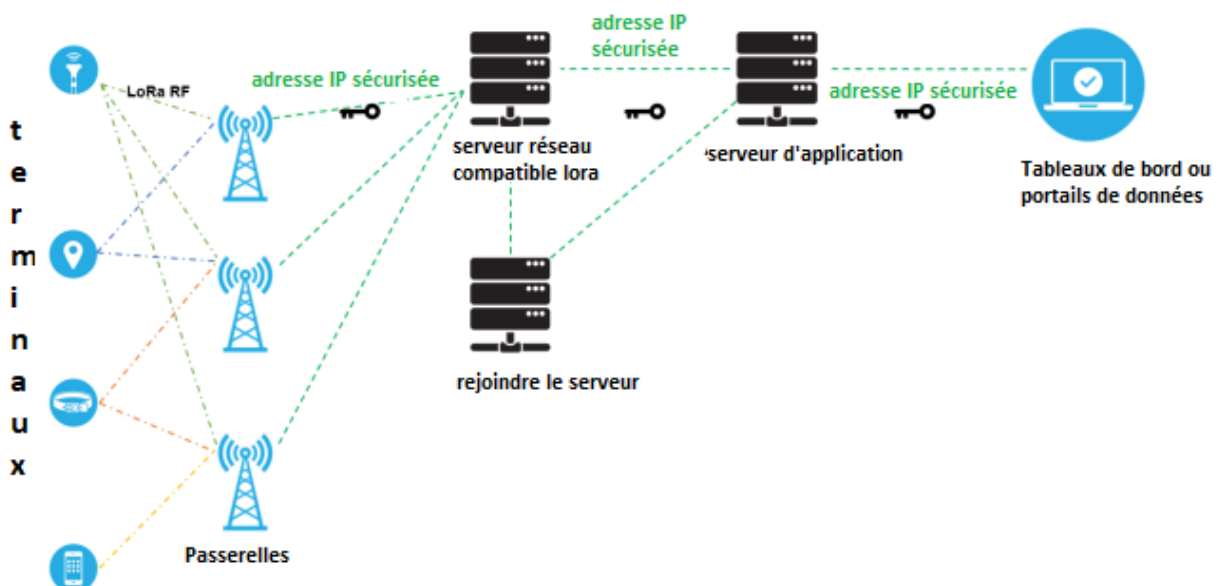 terminaux
LoRa RF
adresse IP sécurisée
adresse IP
sécurisée
adresse IP sécurisée
serveur réseau
compatible lora
'serveur d'application
Tableaux de bord ou
portails de données
rejoindre le serveur
Passerelles